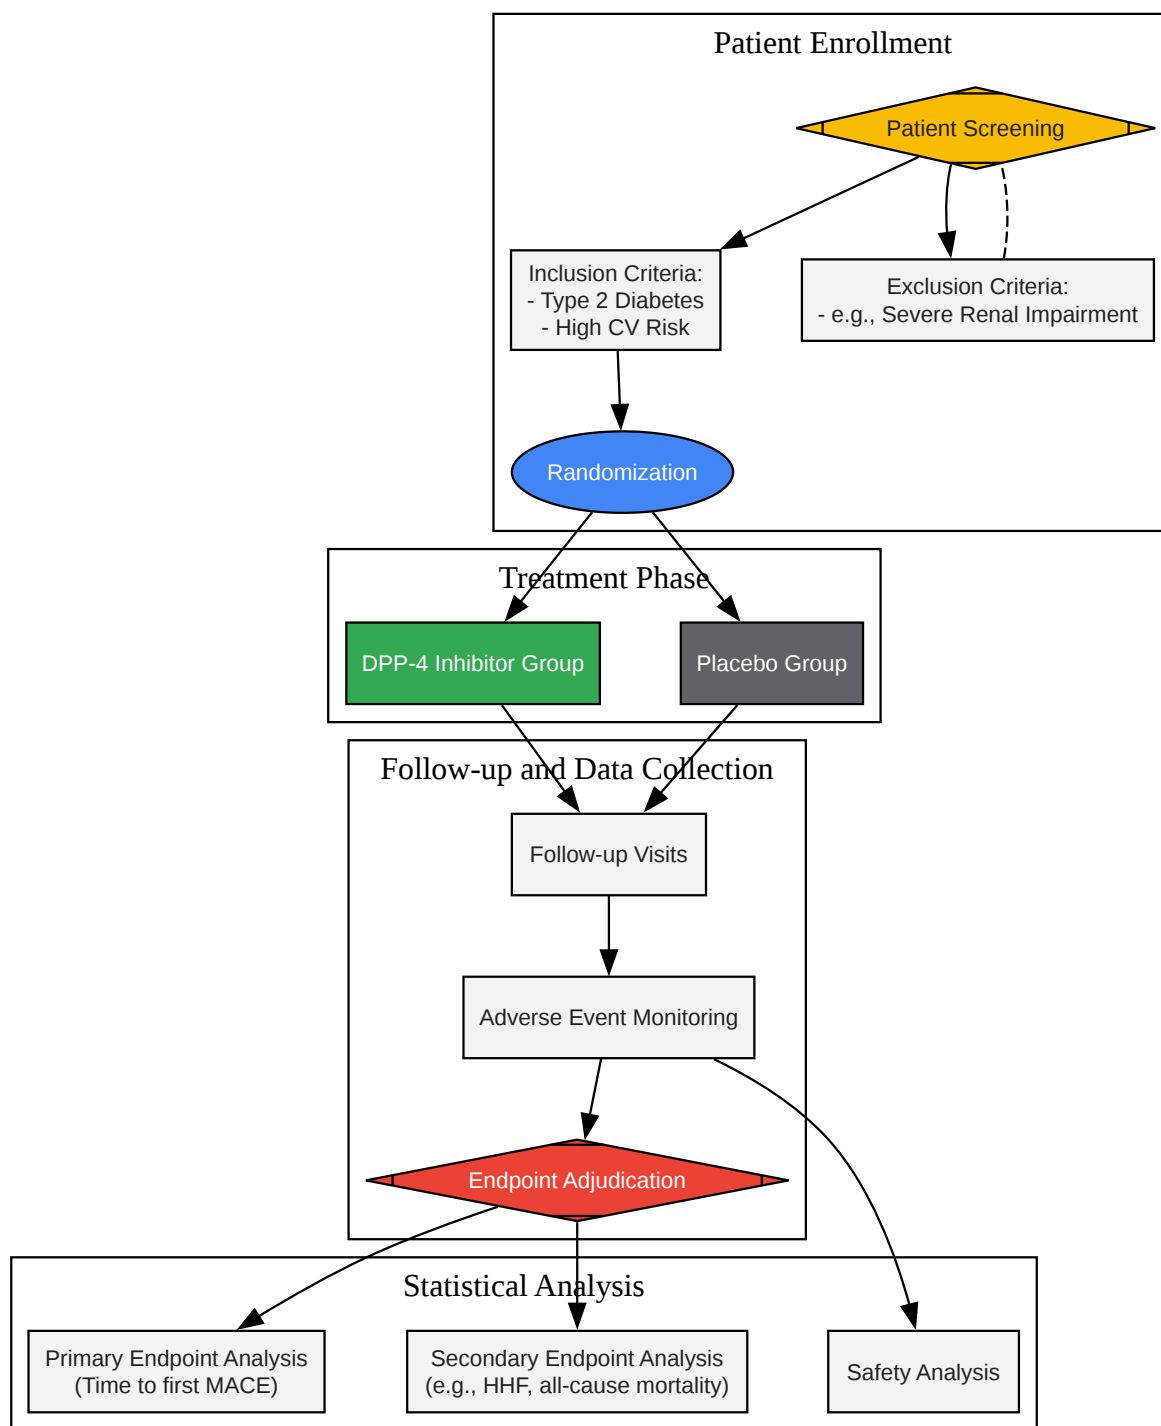 Patient Enrollment
Patient Screening
Inclusion Criteria:
- Type 2 Diabetes
- High CV Risk
Exclusion Criteria:
- e.g., Severe Renal Impairment
Randomization
Treatment Phase
DPP-4 Inhibitor Group
Placebo Group
Follow-up and Data Collection
Follow-up Visits
Adverse Event Monitoring
Endpoint Adjudication
Statistical Analysis
Primary Endpoint Analysis
(Time to first MACE)
Secondary Endpoint Analysis
(e.g., HHF, all-cause mortality)
Safety Analysis